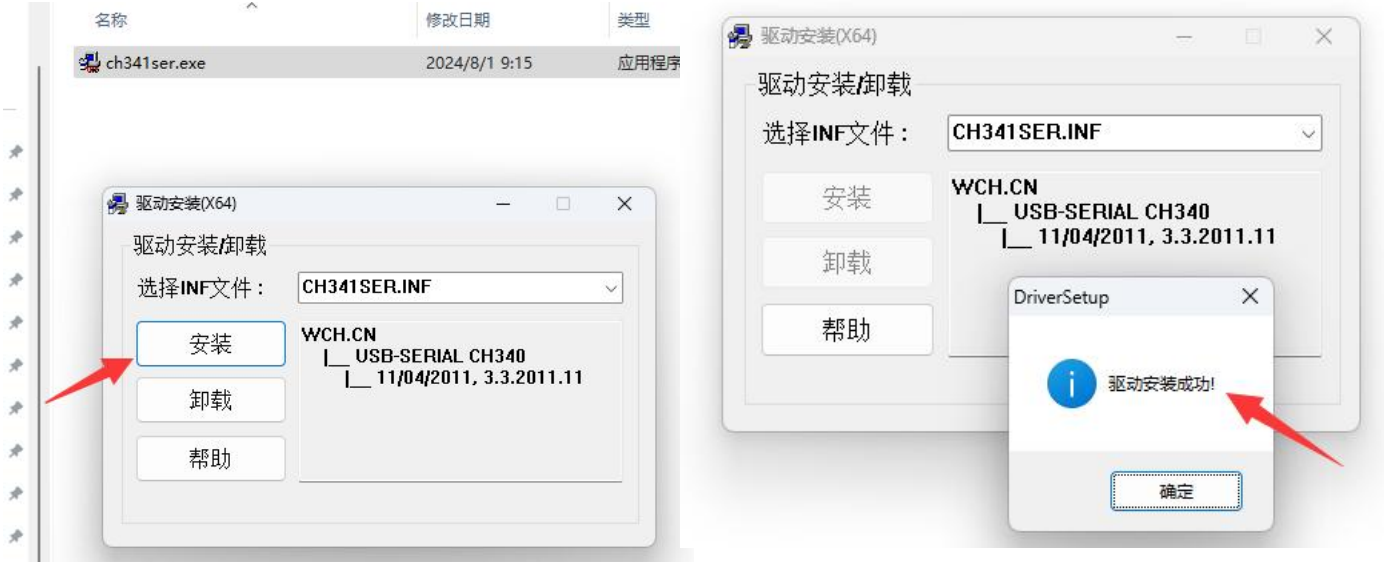 名称 修改日期 类型
ch341ser.exe 2024/8/1 9:15 应用程序
驱动安装(X64)
驱动安装/卸载
选择INF文件： CH341SER.INF
安装
卸载
帮助
WCH.CN
|__ USB-SERIAL CH340
|__ 11/04/2011, 3.3.2011.11
驱动安装(X64)
驱动安装/卸载
选择INF文件： CH341SER.INF
安装
卸载
帮助
WCH.CN
|__ USB-SERIAL CH340
|__ 11/04/2011, 3.3.2011.11
DriverSetup
驱动安装成功!
确定